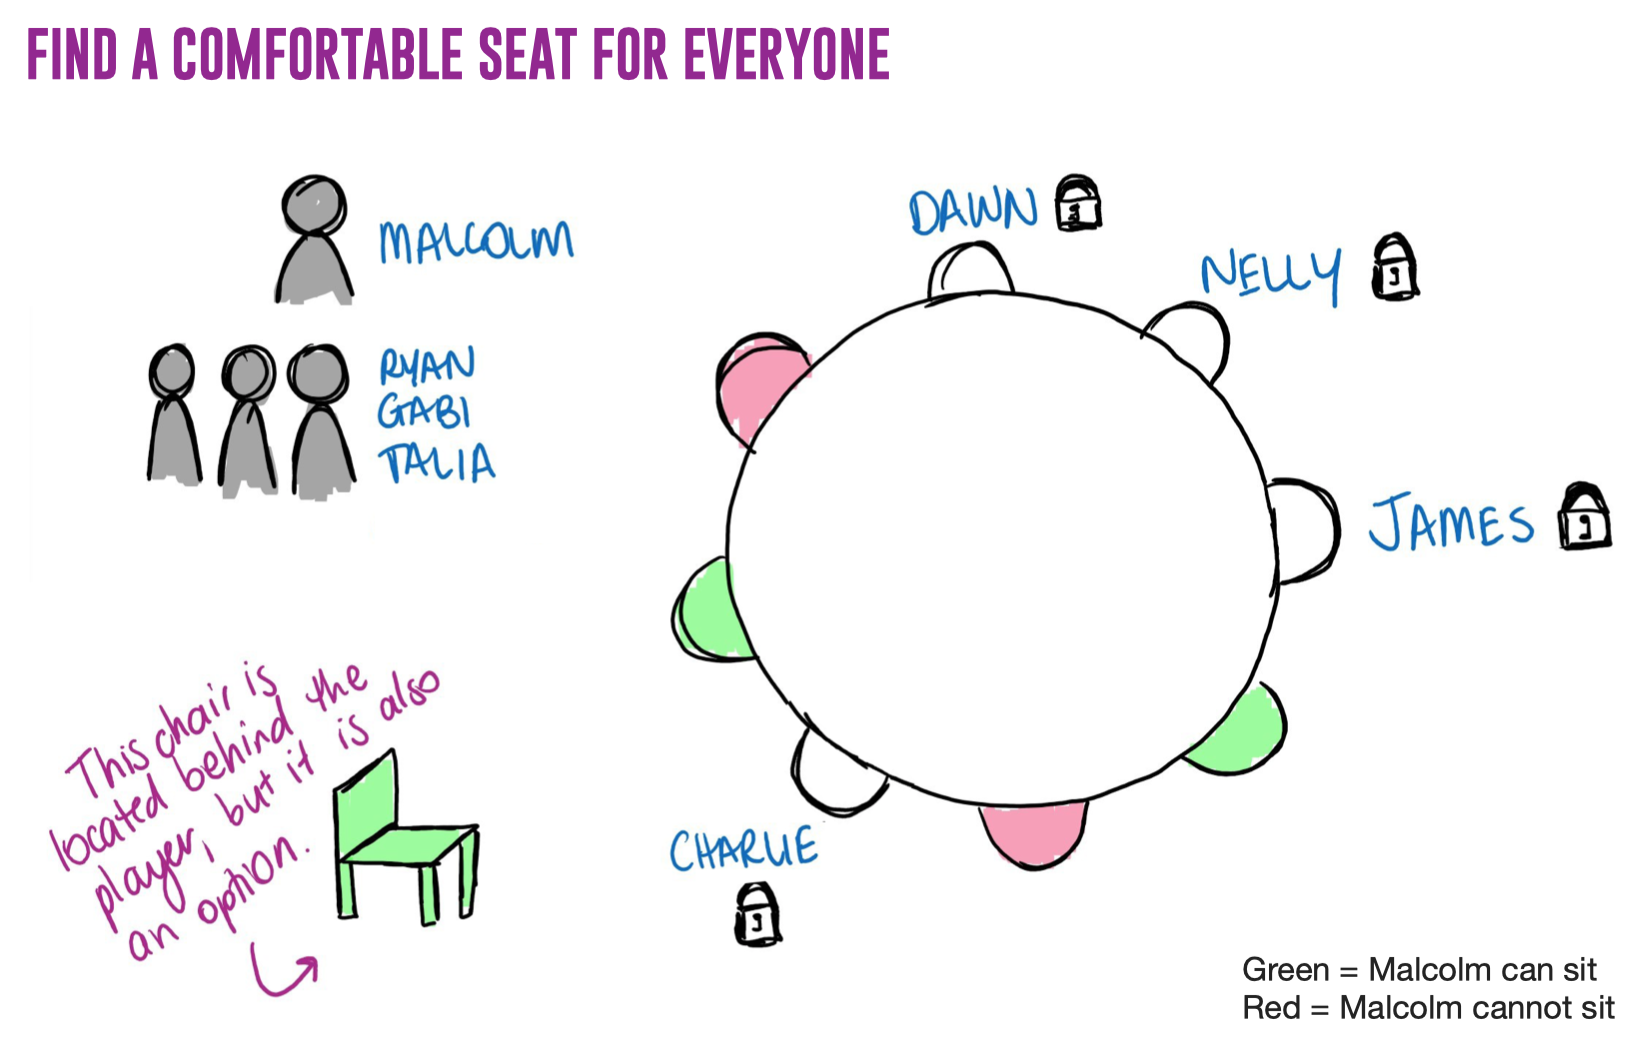 FIND A COMFORTABLE SEAT FOR EVERYONE
MALCOLM
RYAN
GABI
TALIA
DAWN
NELLY
JAMES
CHARLIE
This chair is
located behind the
player, but it is also
an option.
Green = Malcolm can sit
Red = Malcolm cannot sit